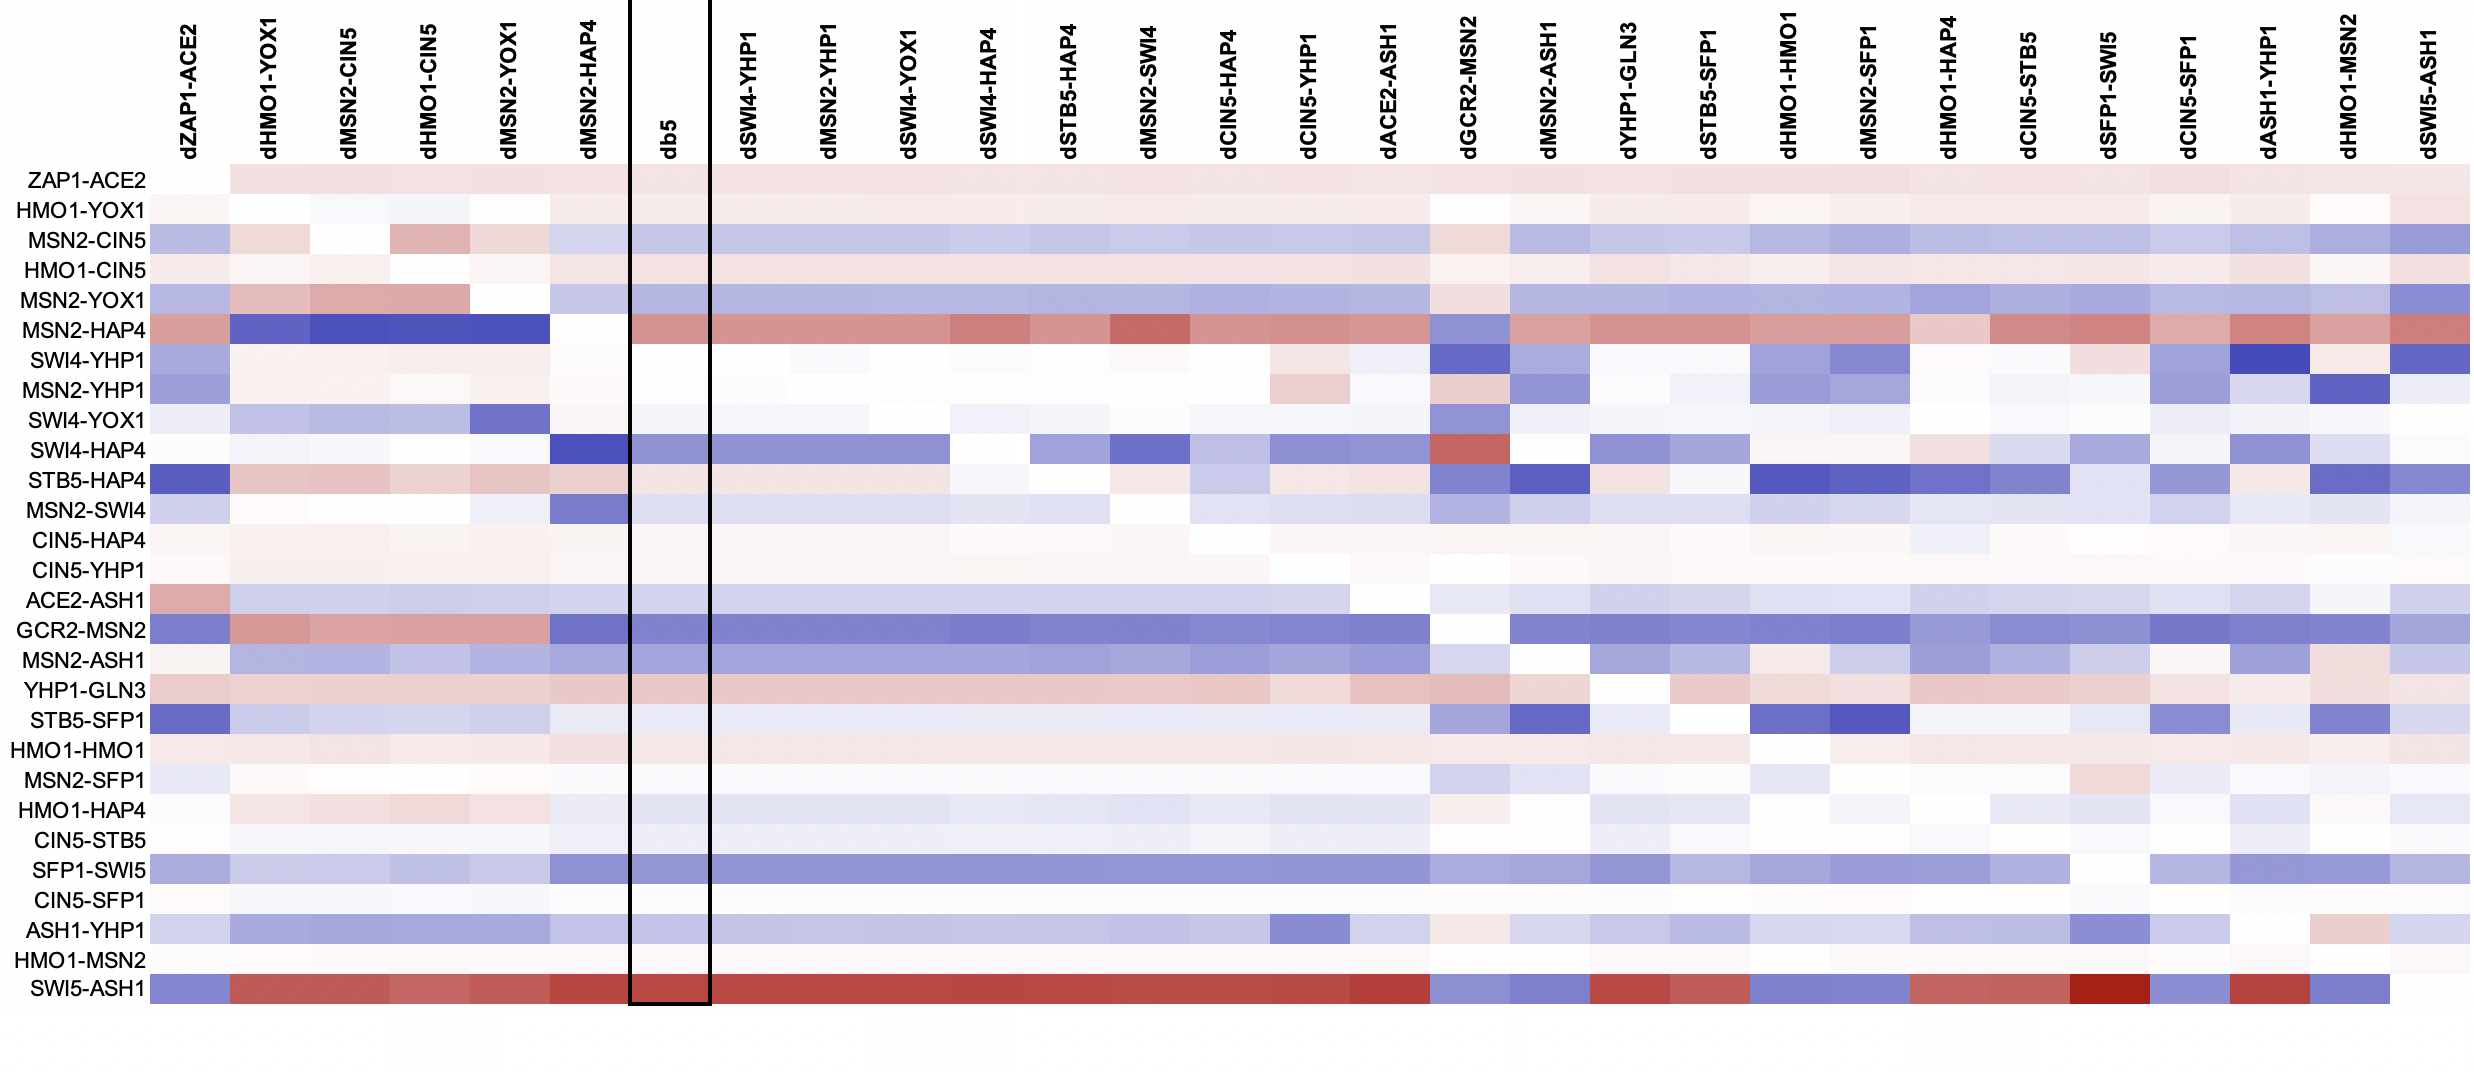 dZAP1-ACE2 dHMO1-YOX1 dMSN2-CIN5 dHMO1-CIN5 dMSN2-YOX1 dMSN2-HAP4 db5 dSWI4-YHP1 dMSN2-YHP1 dSWI4-YOX1 dSWI4-HAP4 dSTB5-HAP4 dMSN2-SWI4 dCIN5-HAP4 dCIN5-YHP1 dACE2-ASH1 dGCR2-MSN2 dMSN2-ASH1 dYHP1-GLN3 dSTB5-SFP1 dHMO1-HMO1 dMSN2-SFP1 dHMO1-HAP4 dCIN5-STB5 dSFP1-SWI5 dCIN5-SFP1 dASH1-YHP1 dHMO1-MSN2 dSWI5-ASH1
ZAP1-ACE2
HMO1-YOX1
MSN2-CIN5
HMO1-CIN5
MSN2-YOX1
MSN2-HAP4
SWI4-YHP1
MSN2-YHP1
SWI4-YOX1
SWI4-HAP4
STB5-HAP4
MSN2-SWI4
CIN5-HAP4
CIN5-YHP1
ACE2-ASH1
GCR2-MSN2
MSN2-ASH1
YHP1-GLN3
STB5-SFP1
HMO1-HMO1
MSN2-SFP1
HMO1-HAP4
CIN5-STB5
SFP1-SWI5
CIN5-SFP1
ASH1-YHP1
HMO1-MSN2
SWI5-ASH1